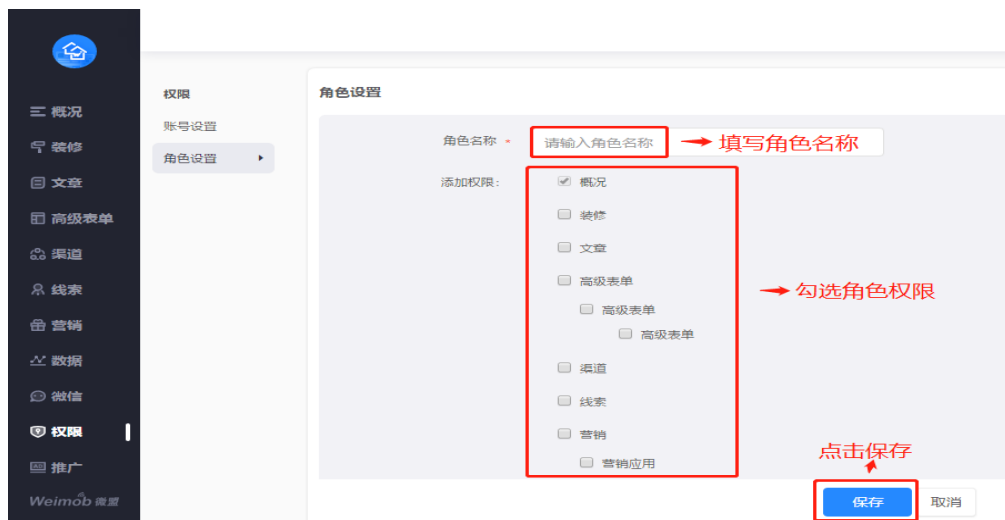 概况
装修
文章
高级表单
渠道
线索
营销
数据
微信
权限
推广
Weimob 微盟
权限
账号设置
角色设置
角色设置
角色名称 * 请输入角色名称 填写角色名称
添加权限: 概况
装修
文章
高级表单
高级表单
高级表单
勾选角色权限
渠道
线索
营销
营销应用
点击保存
保存 取消